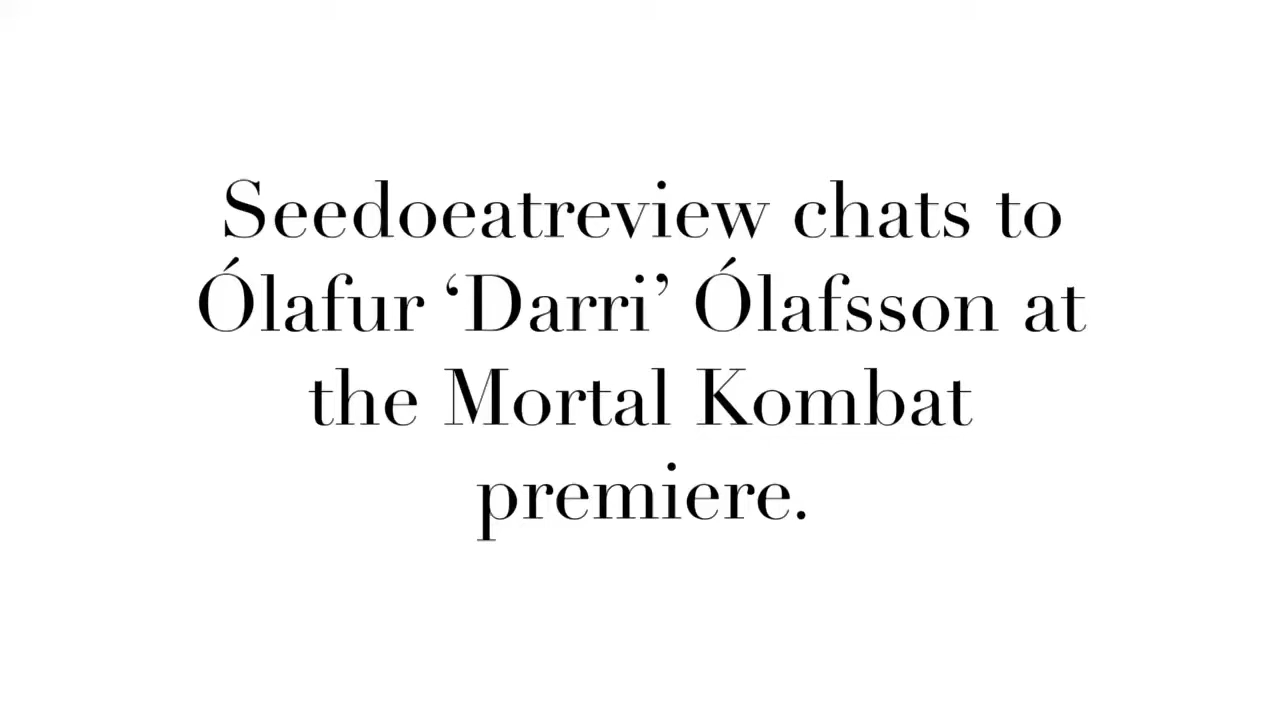 Seedoeatreview chats to
Ólafur ‘Darri’ Ólafsson at
the Mortal Kombat
premiere.